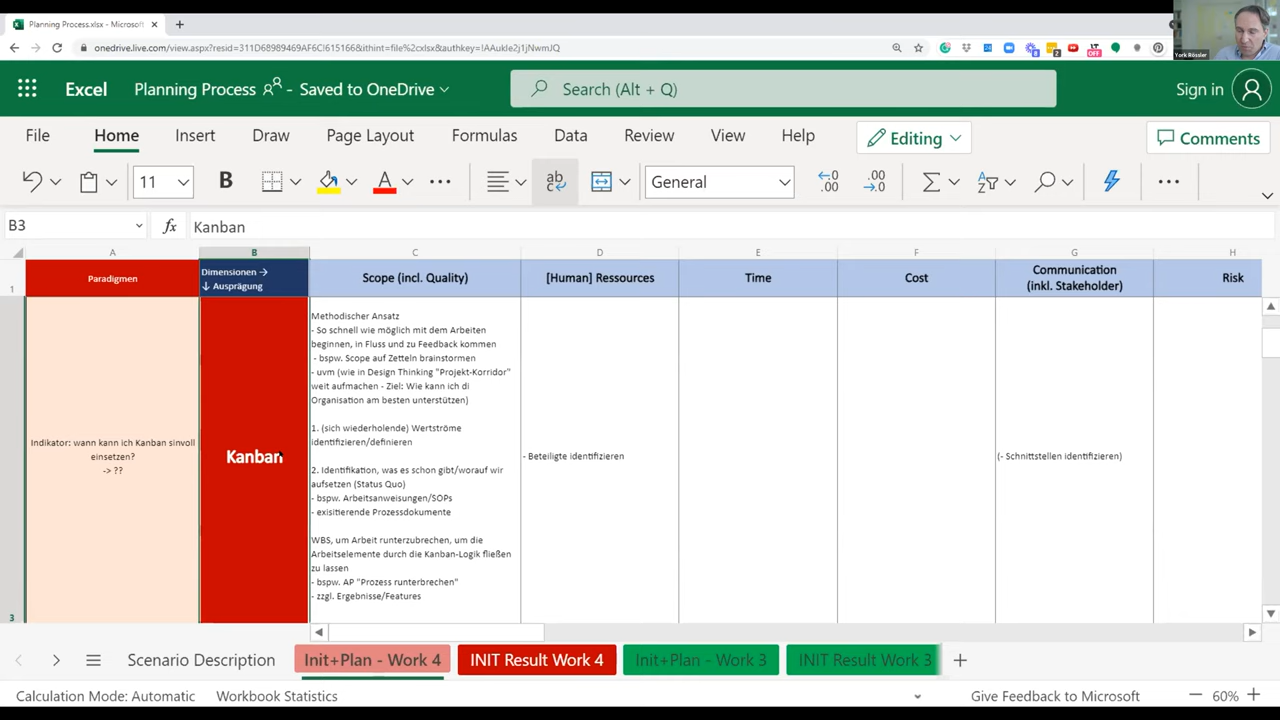 Planning Process.xlsx - Microsof
York Rössler
onedrive.live.com/view.aspx?resid=311D68989469AF6C!615166&ithint=file%2cxlsx&authkey=!AAukIe2j1jNwmJQ
Excel
Planning Process - Saved to OneDrive
Search (Alt + Q)
Sign in
File Home Insert Draw Page Layout Formulas Data Review View Help
Editing
Comments
11
General
B3
Kanban
A B C D E F G H
1
Paradigmen
Dimensionen →
↓ Ausprägung
Scope (incl. Quality)
[Human] Ressources
Time
Cost
Communication
(inkl. Stakeholder)
Risk
3
Indikator: wann kann ich Kanban sinvoll
einsetzen?
-> ??
Kanban
Methodischer Ansatz
- So schnell wie möglich mit dem Arbeiten
beginnen, in Fluss und zu Feedback kommen
- bspw. Scope auf Zetteln brainstormen
- uvm (wie in Design Thinking "Projekt-Korridor"
weit aufmachen - Ziel: Wie kann ich di
Organisation am besten unterstützen)
1. (sich wiederholende) Wertströme
identifizieren/definieren
2. Identifikation, was es schon gibt/worauf wir
aufsetzen (Status Quo)
- bspw. Arbeitsanweisungen/SOPs
- exisitierende Prozessdokumente
WBS, um Arbeit runterzubrechen, um die
Arbeitselemente durch die Kanban-Logik fließen
zu lassen
- bspw. AP "Prozess runterbrechen"
- zzgl. Ergebnisse/Features
- Beteiligte identifizieren
(- Schnittstellen identifizieren)
Scenario Description
Init+Plan - Work 4
INIT Result Work 4
Init+Plan - Work 3
INIT Result Work 3
Calculation Mode: Automatic
Workbook Statistics
Give Feedback to Microsoft
60%